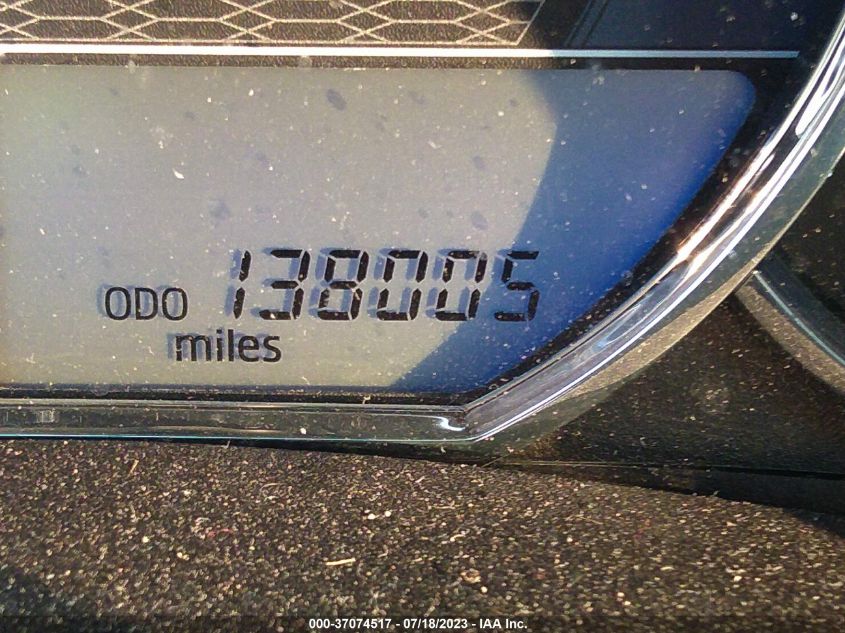 ODO 138005
miles
000-37074517 - 07/18/2023 - IAA Inc.